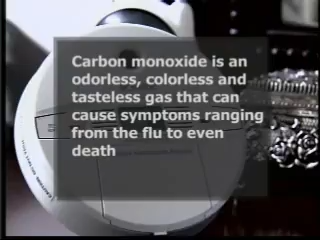 Carbon monoxide is an
odorless, colorless and
tasteless gas that can
cause symptoms ranging
from the flu to even
death